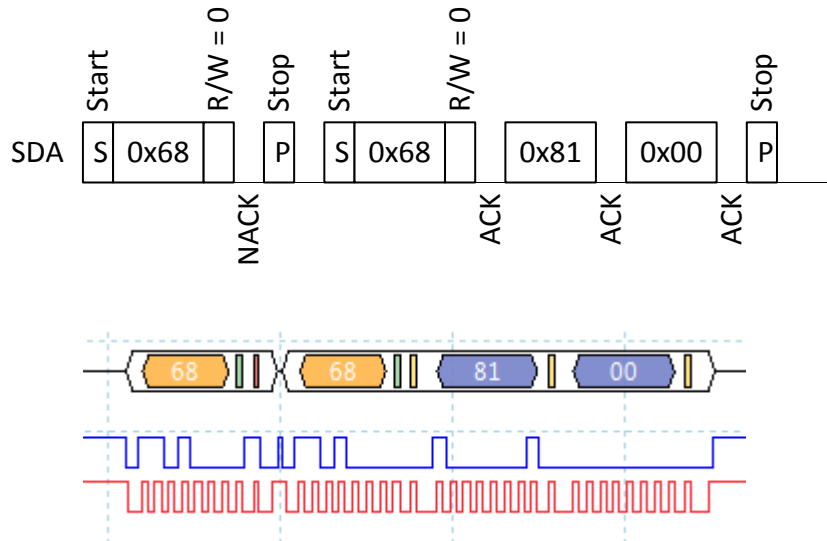 Start
R/W = 0
Stop
Start
R/W = 0
Stop
SDA S 0x68 P S 0x68 0x81 0x00 P
NACK
ACK
ACK
ACK
68 68 81 00